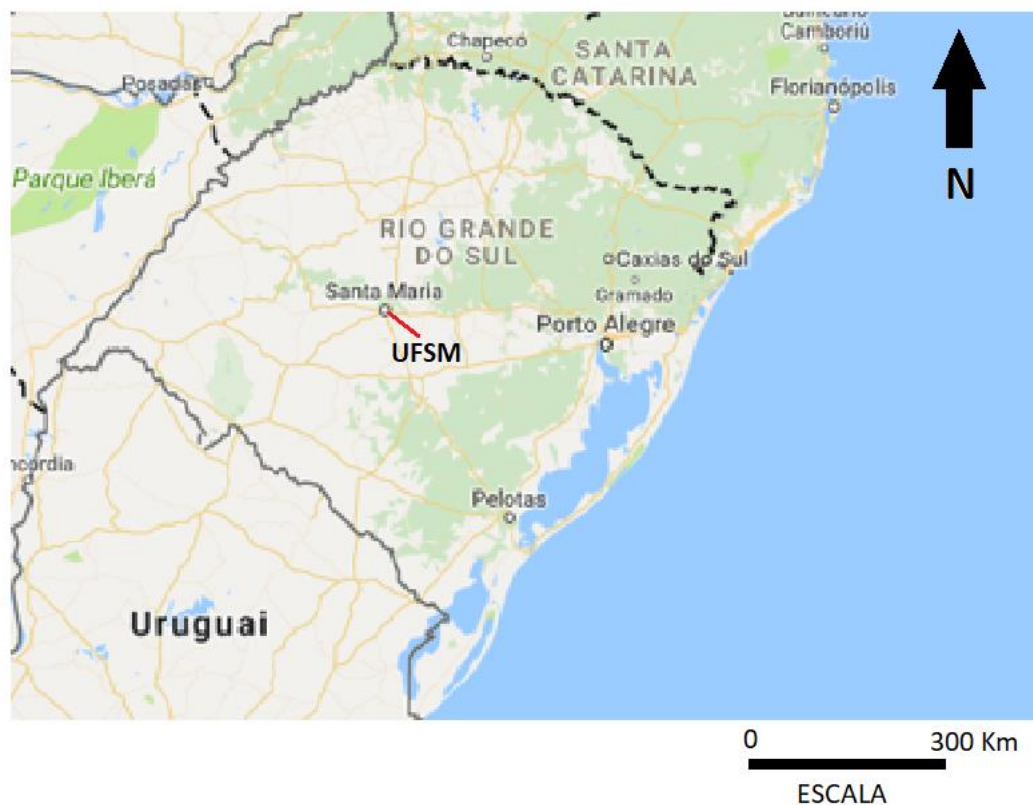 Camboriú
Chapecó
SANTA
CATARINA
Florianópolis
Posadas
N
Parque Iberá
RIO GRANDE
DO SUL
Caxias do Sul
Santa Maria
Gramado
Porto Alegre
UFSM
ncordia
Pelotas
Uruguai
0 300 Km
ESCALA